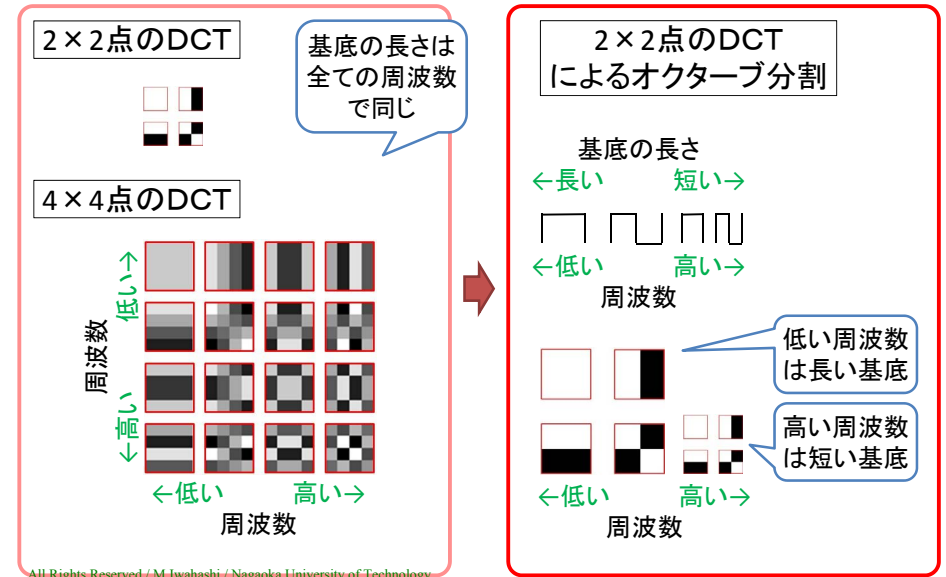 2×2点のDCT
基底の長さは
全ての周波数
で同じ
4×4点のDCT
周波数
低い→
←高い
←低い 高い→
周波数
All Rights Reserved / M.Iwahashi / Nagaoka University of Technology
2×2点のDCT
によるオクターブ分割
基底の長さ
←長い 短い→
←低い 高い→
周波数
低い周波数
は長い基底
高い周波数
は短い基底
←低い 高い→
周波数